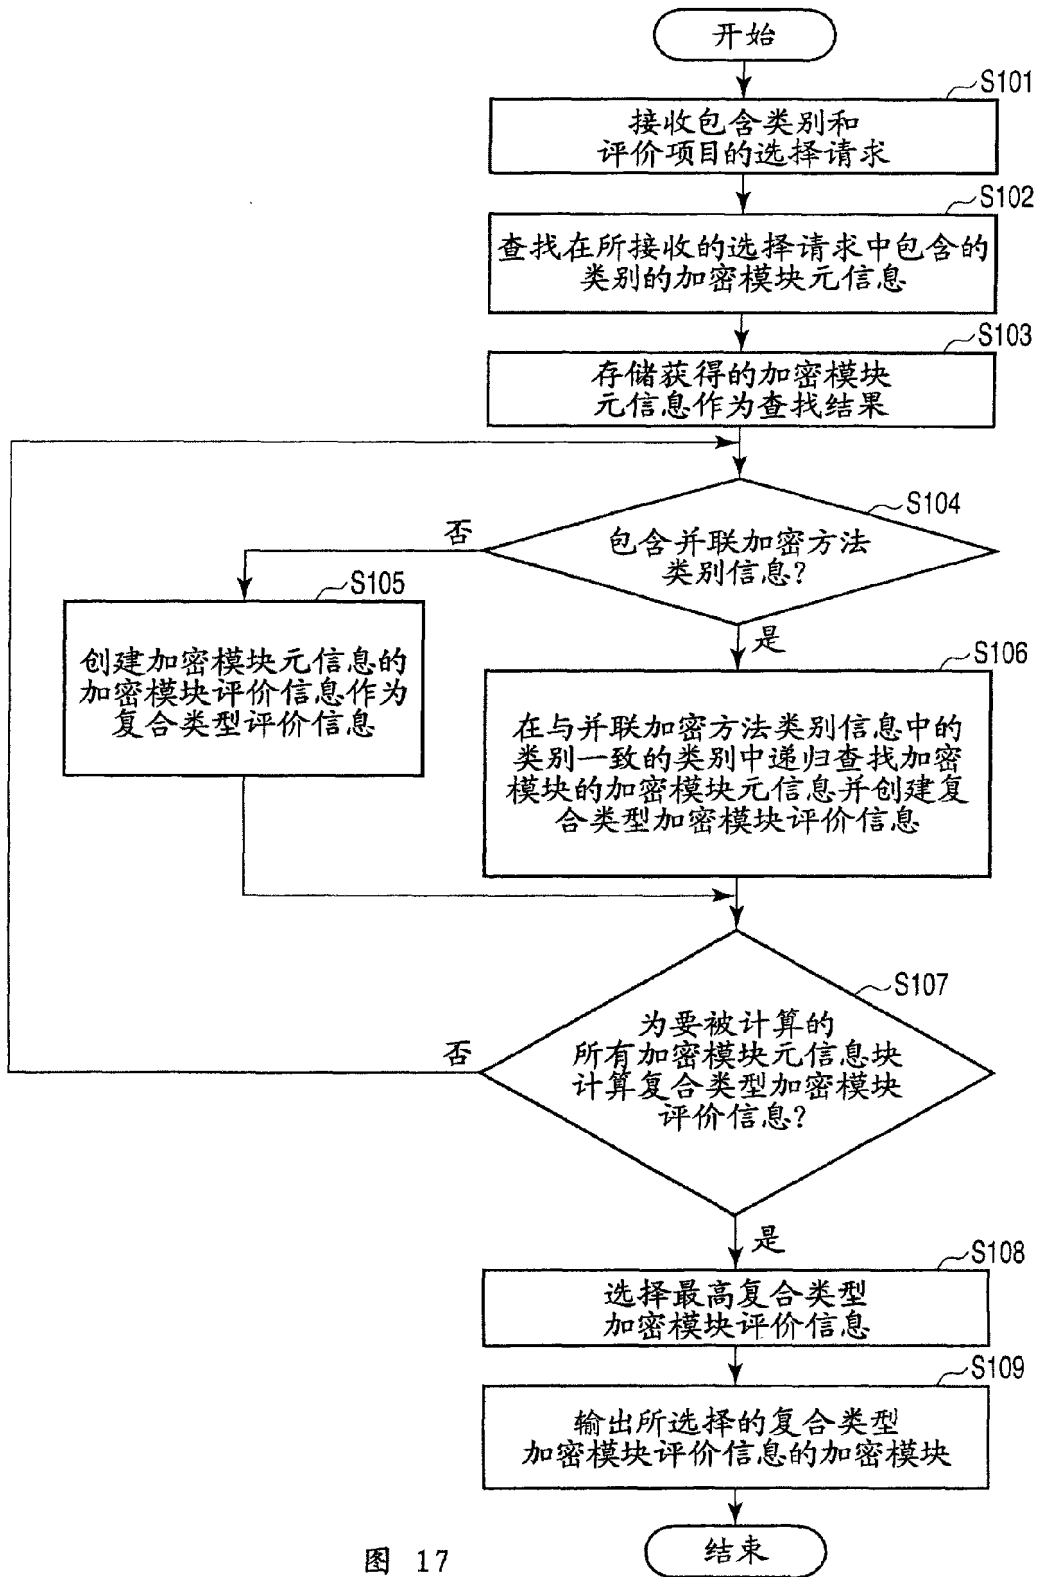 开始
S101
接收包含类别和
评价项目的选择请求
S102
查找在所接收的选择请求中包含的
类别的加密模块元信息
S103
存储获得的加密模块
元信息作为查找结果
S104
否
包含并联加密方法
类别信息?
是
S105
创建加密模块元信息的
加密模块评价信息作为
复合类型评价信息
S106
在与并联加密方法类别信息中的
类别一致的类别中递归查找加密
模块的加密模块元信息并创建复
合类型加密模块评价信息
S107
否
为要被计算的
所有加密模块元信息块
计算复合类型加密模块
评价信息?
是
S108
选择最高复合类型
加密模块评价信息
S109
输出所选择的复合类型
加密模块评价信息的加密模块
结束
图 17